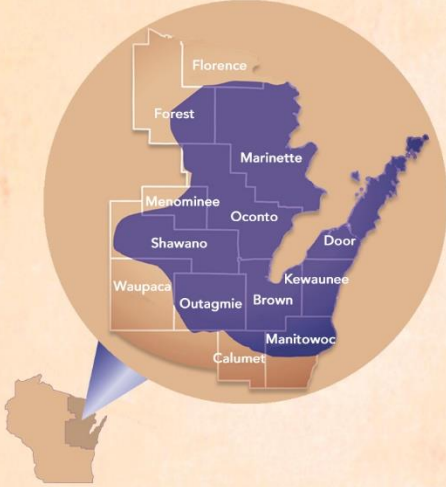 Florence
Forest
Marinette
Menominee
Oconto
Shawano
Door
Kewaunee
Waupaca
Outagmie
Brown
Manitowoc
Calumet